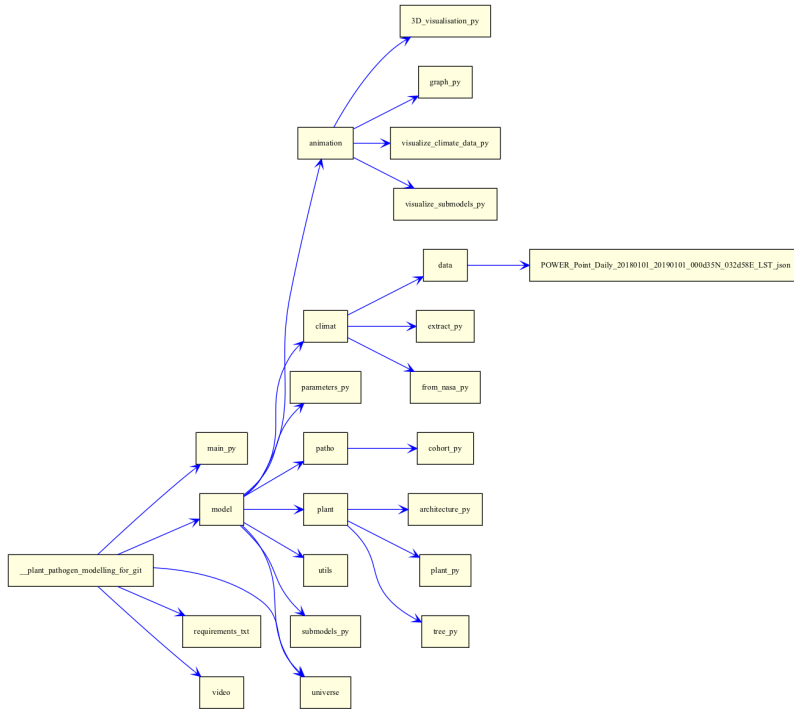 3D_visualisation_py
graph_py
animation
visualize_climate_data_py
visualize_submodels_py
data
POWER_Point_Daily_20180101_20190101_000d35N_032d58E_LST_json
climat
extract_py
parameters_py
from_nasa_py
main_py
patho
cohort_py
model
plant
architecture_py
__plant_pathogen_modelling_for_git
utils
plant_py
requirements_txt
submodels_py
tree_py
video
universe